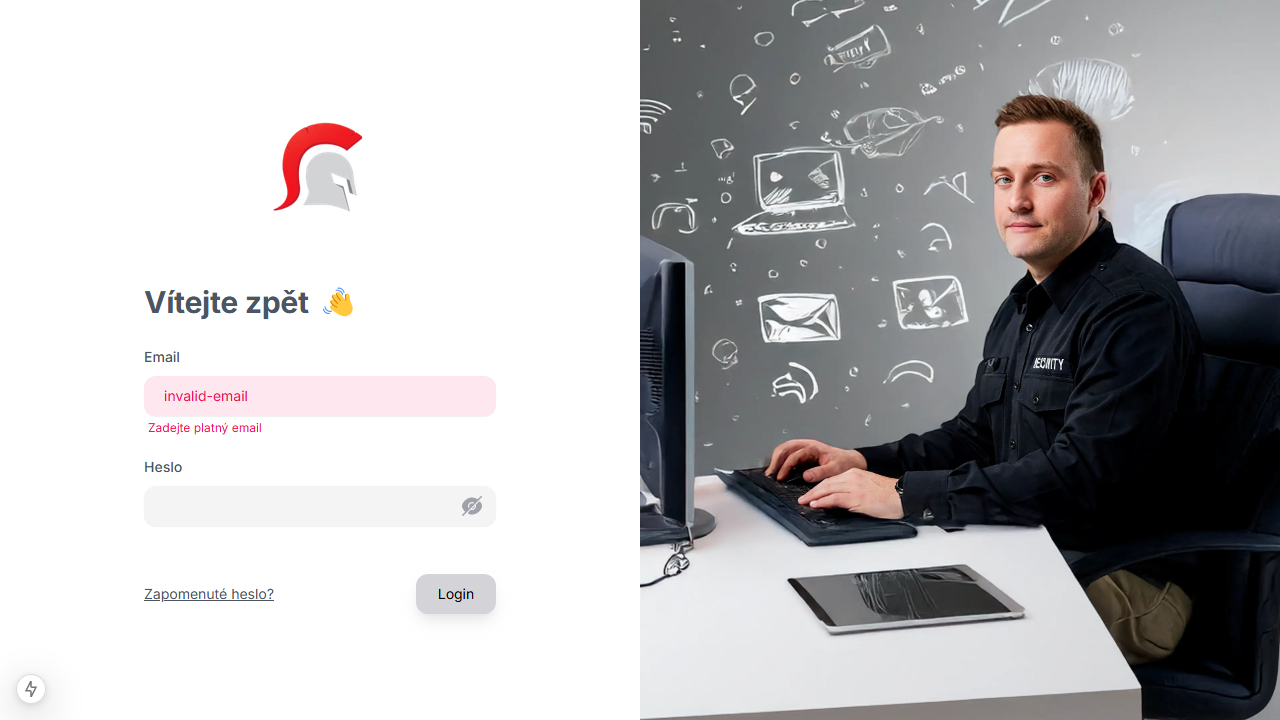 Vítejte zpět 👋
Email
invalid-email
Zadejte platný email
Heslo
Zapomenuté heslo?
Login